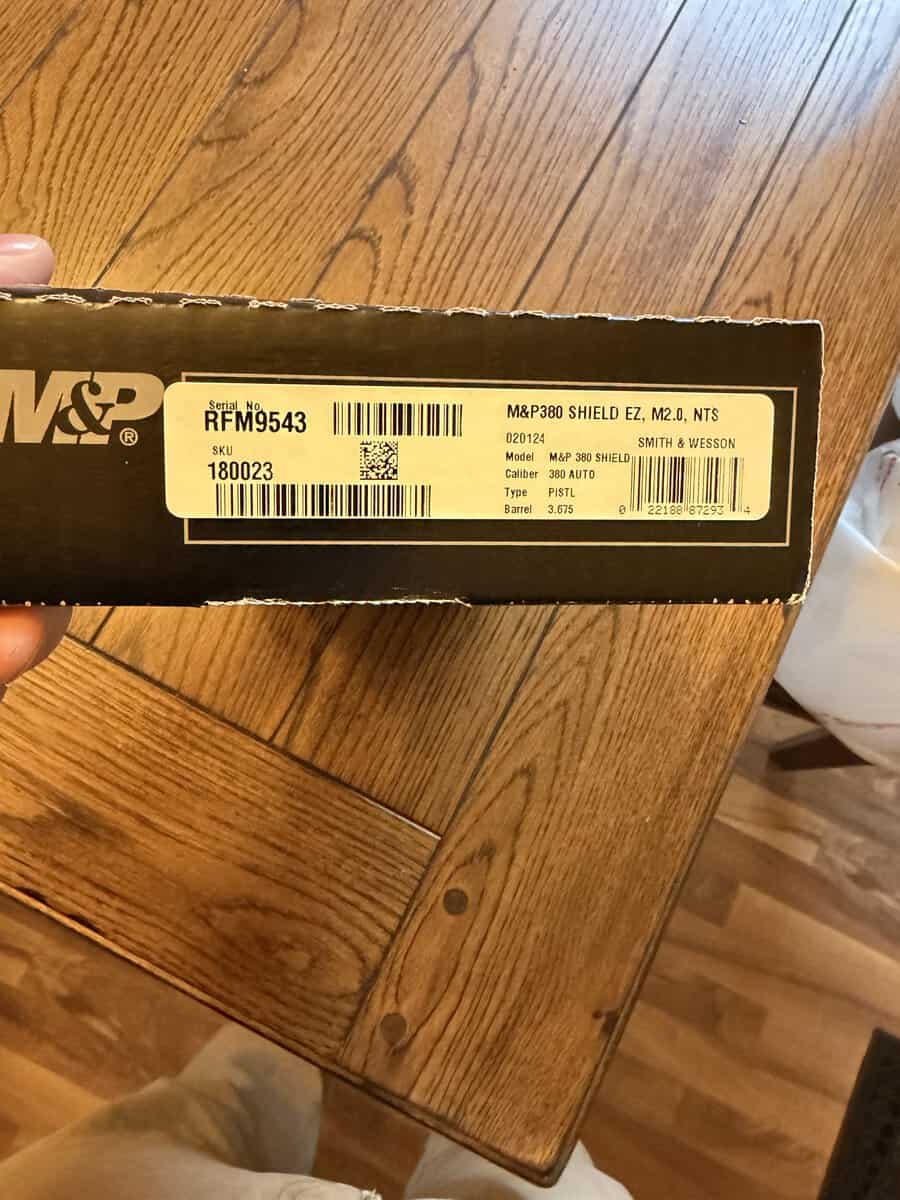 M&P®
Serial No.
RFM9543
SKU
180023
M&P380 SHIELD EZ, M2.0, NTS
020124
SMITH & WESSON
Model M&P 380 SHIELD
Caliber 380 AUTO
Type PISTL
Barrel 3.675
0 22188 87293 4